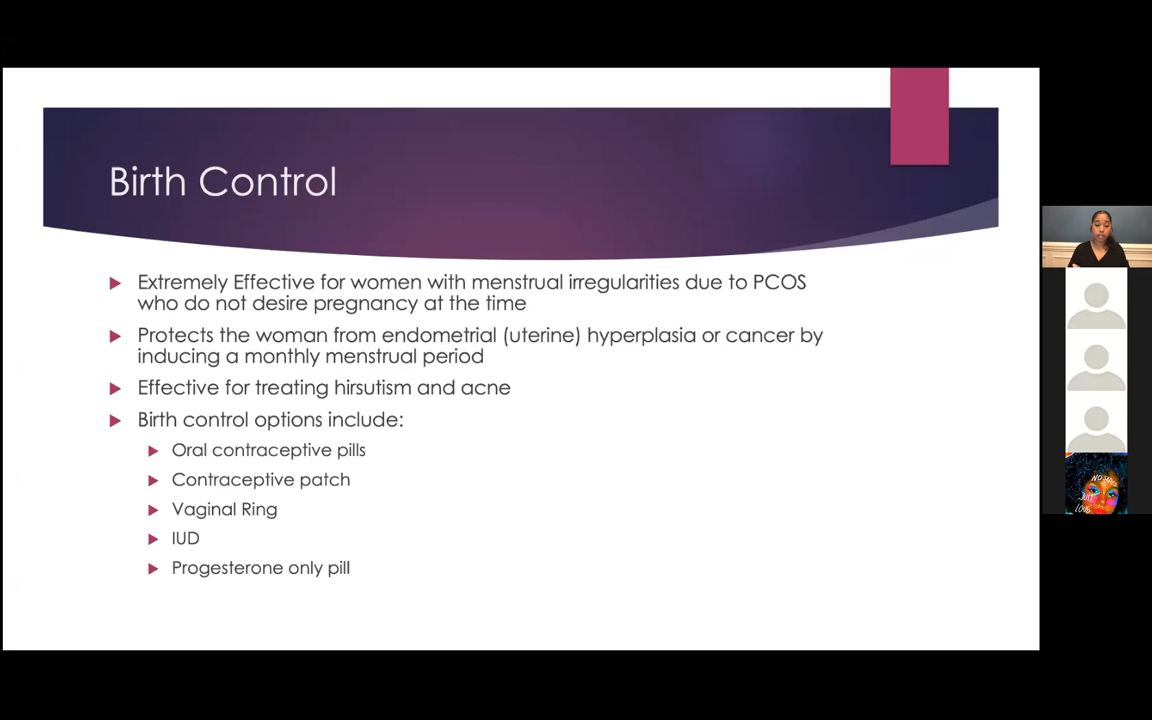 Birth Control
Extremely Effective for women with menstrual irregularities due to PCOS
who do not desire pregnancy at the time
Protects the woman from endometrial (uterine) hyperplasia or cancer by
inducing a monthly menstrual period
Effective for treating hirsutism and acne
Birth control options include:
Oral contraceptive pills
Contraceptive patch
Vaginal Ring
IUD
Progesterone only pill
NO
JUST